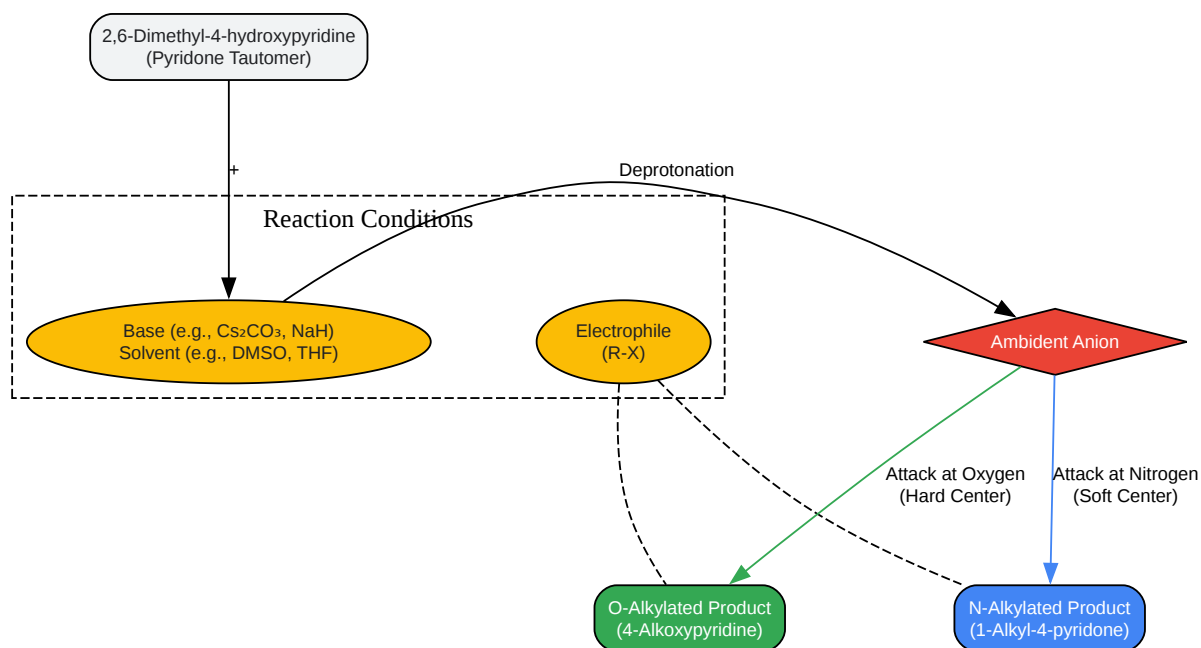 2,6-Dimethyl-4-hydroxypyridine
(Pyridone Tautomer)
+
Deprotonation
Reaction Conditions
Base (e.g., Cs₂CO₃, NaH)
Solvent (e.g., DMSO, THF)
Electrophile
(R-X)
Ambident Anion
Attack at Oxygen
(Hard Center)
Attack at Nitrogen
(Soft Center)
O-Alkylated Product
(4-Alkoxypyridine)
N-Alkylated Product
(1-Alkyl-4-pyridone)